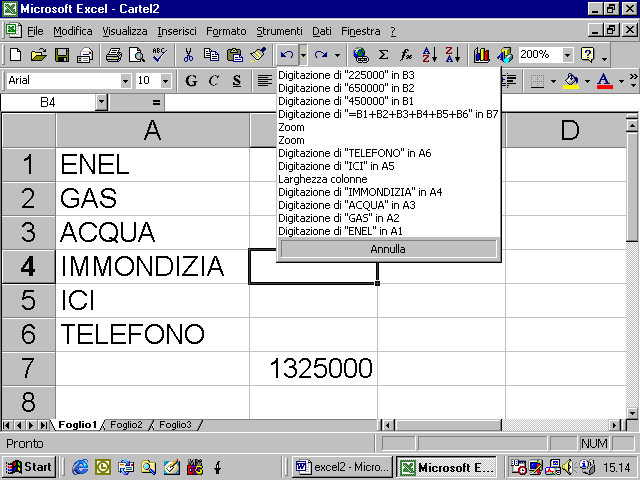 Microsoft Excel - Cartel2
File Modifica Visualizza Inserisci Formato Strumenti Dati Finestra ?
200%
Arial 10 G C S
B4 =
Digitazione di "225000" in B3
Digitazione di "650000" in B2
Digitazione di "450000" in B1
Digitazione di "=B1+B2+B3+B4+B5+B6" in B7
Zoom
Zoom
Digitazione di "TELEFONO" in A6
Digitazione di "ICI" in A5
Larghezza colonne
Digitazione di "IMMONDIZIA" in A4
Digitazione di "ACQUA" in A3
Digitazione di "GAS" in A2
Digitazione di "ENEL" in A1
Annulla
A D
1 ENEL
2 GAS
3 ACQUA
4 IMMONDIZIA
5 ICI
6 TELEFONO
7 1325000
8
Foglio1 Foglio2 Foglio3
Pronto NUM
Start excel2 - Micro... Microsoft E... 15.14